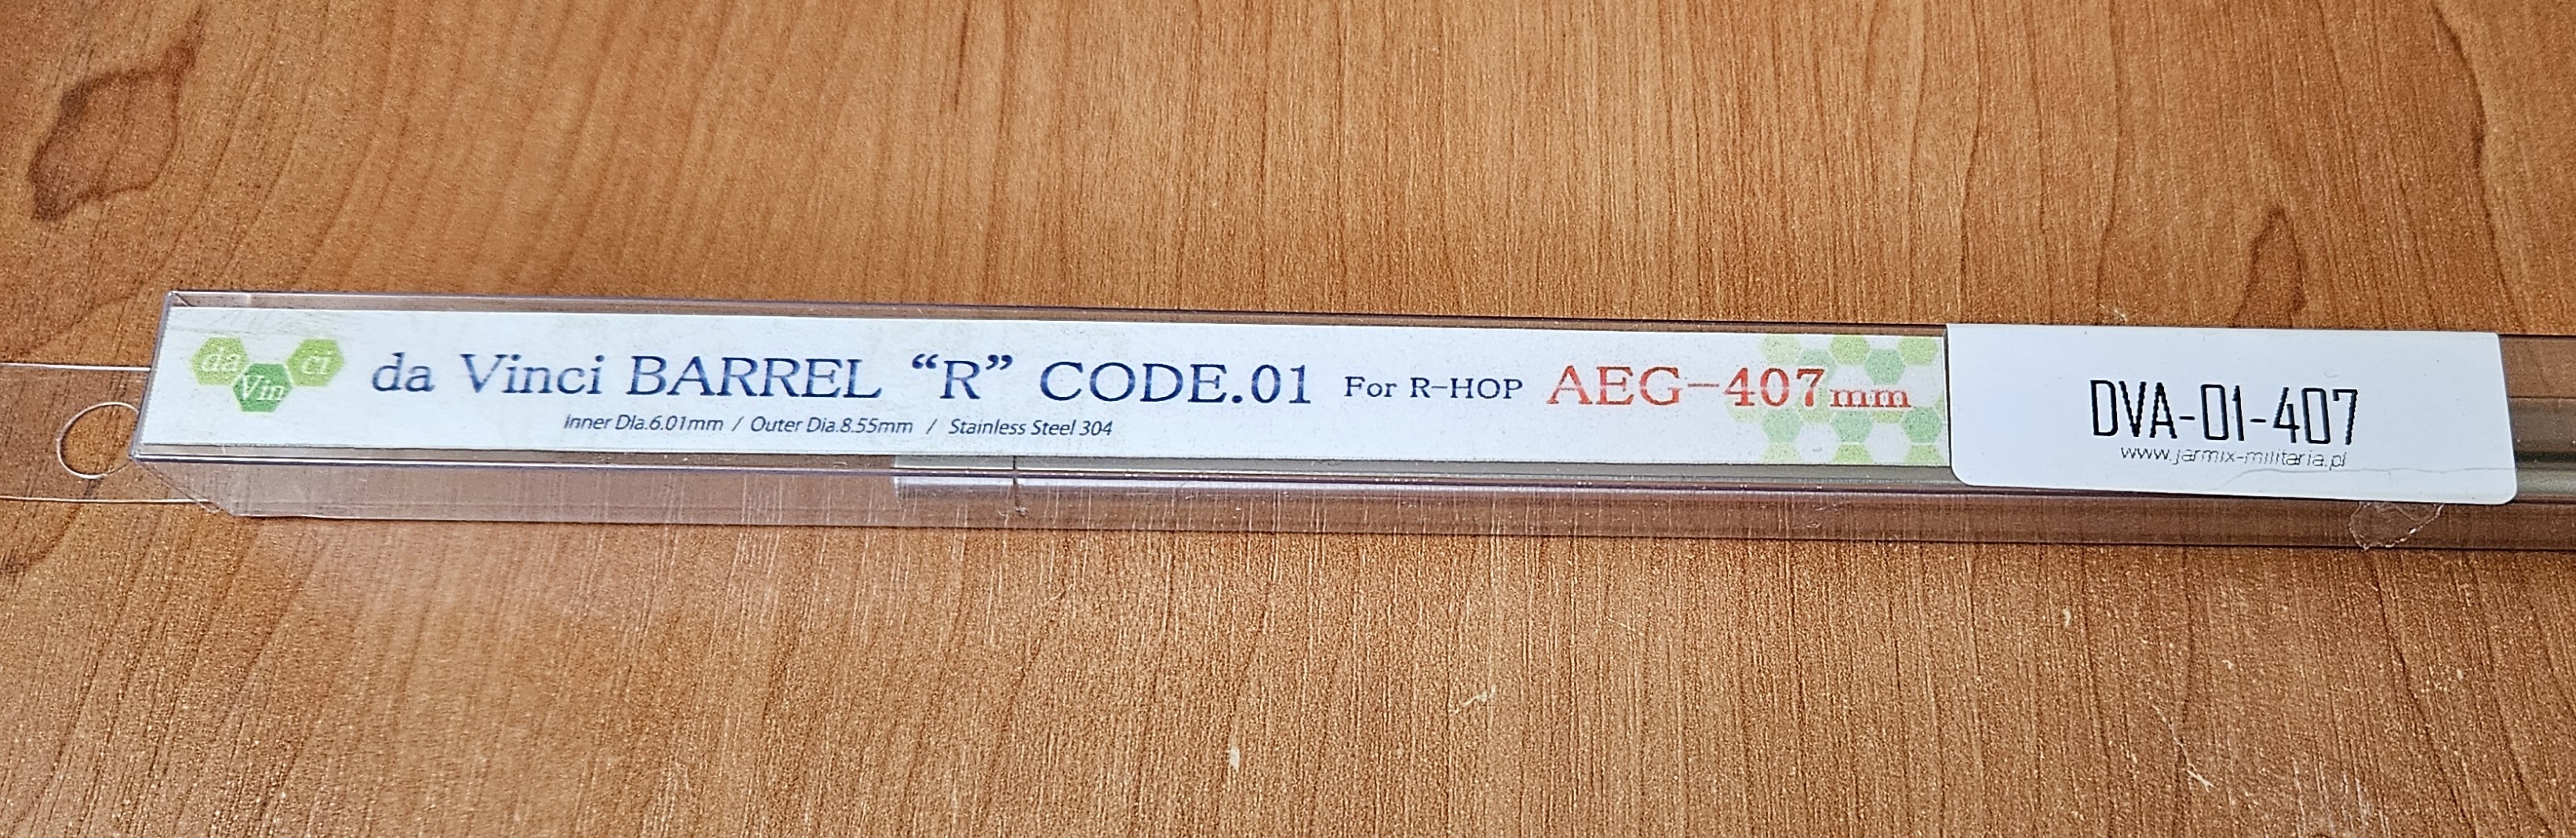 da Vin ci
da Vinci BARREL “R” CODE.01 For R-HOP AEG-407mm
Inner Dia.6.01mm / Outer Dia.8.55mm / Stainless Steel 304
DVA-01-407
www.jarmix-militaria.pl